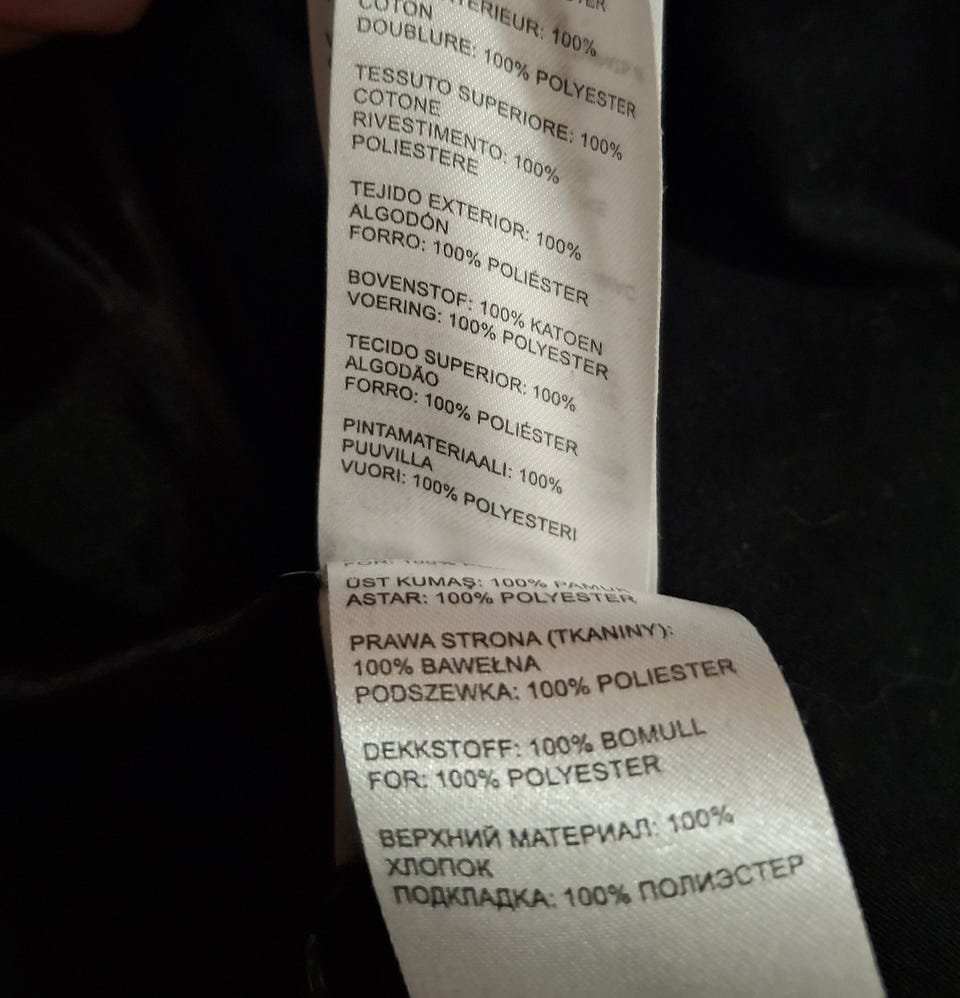 TERIEUR: 100%
COTON
DOUBLURE: 100% POLYESTER
TESSUTO SUPERIORE: 100%
COTONE
RIVESTIMENTO: 100%
POLIESTERE
TEJIDO EXTERIOR: 100%
ALGODÓN
FORRO: 100% POLIÉSTER
BOVENSTOF: 100% KATOEN
VOERING: 100% POLYESTER
TECIDO SUPERIOR: 100%
ALGODÃO
FORRO: 100% POLIÉSTER
PINTAMATERIAALI: 100%
PUUVILLA
VUORI: 100% POLYESTERI
ÜST KUMAŞ: 100% PAMUK
ASTAR: 100% POLYESTER
PRAWA STRONA (TKANINY):
100% BAWEŁNA
PODSZEWKA: 100% POLIESTER
DEKKSTOFF: 100% BOMULL
FOR: 100% POLYESTER
ВЕРХНИЙ МАТЕРИАЛ: 100%
ХЛОПОК
ПОДКЛАДКА: 100% ПОЛИЭСТЕР